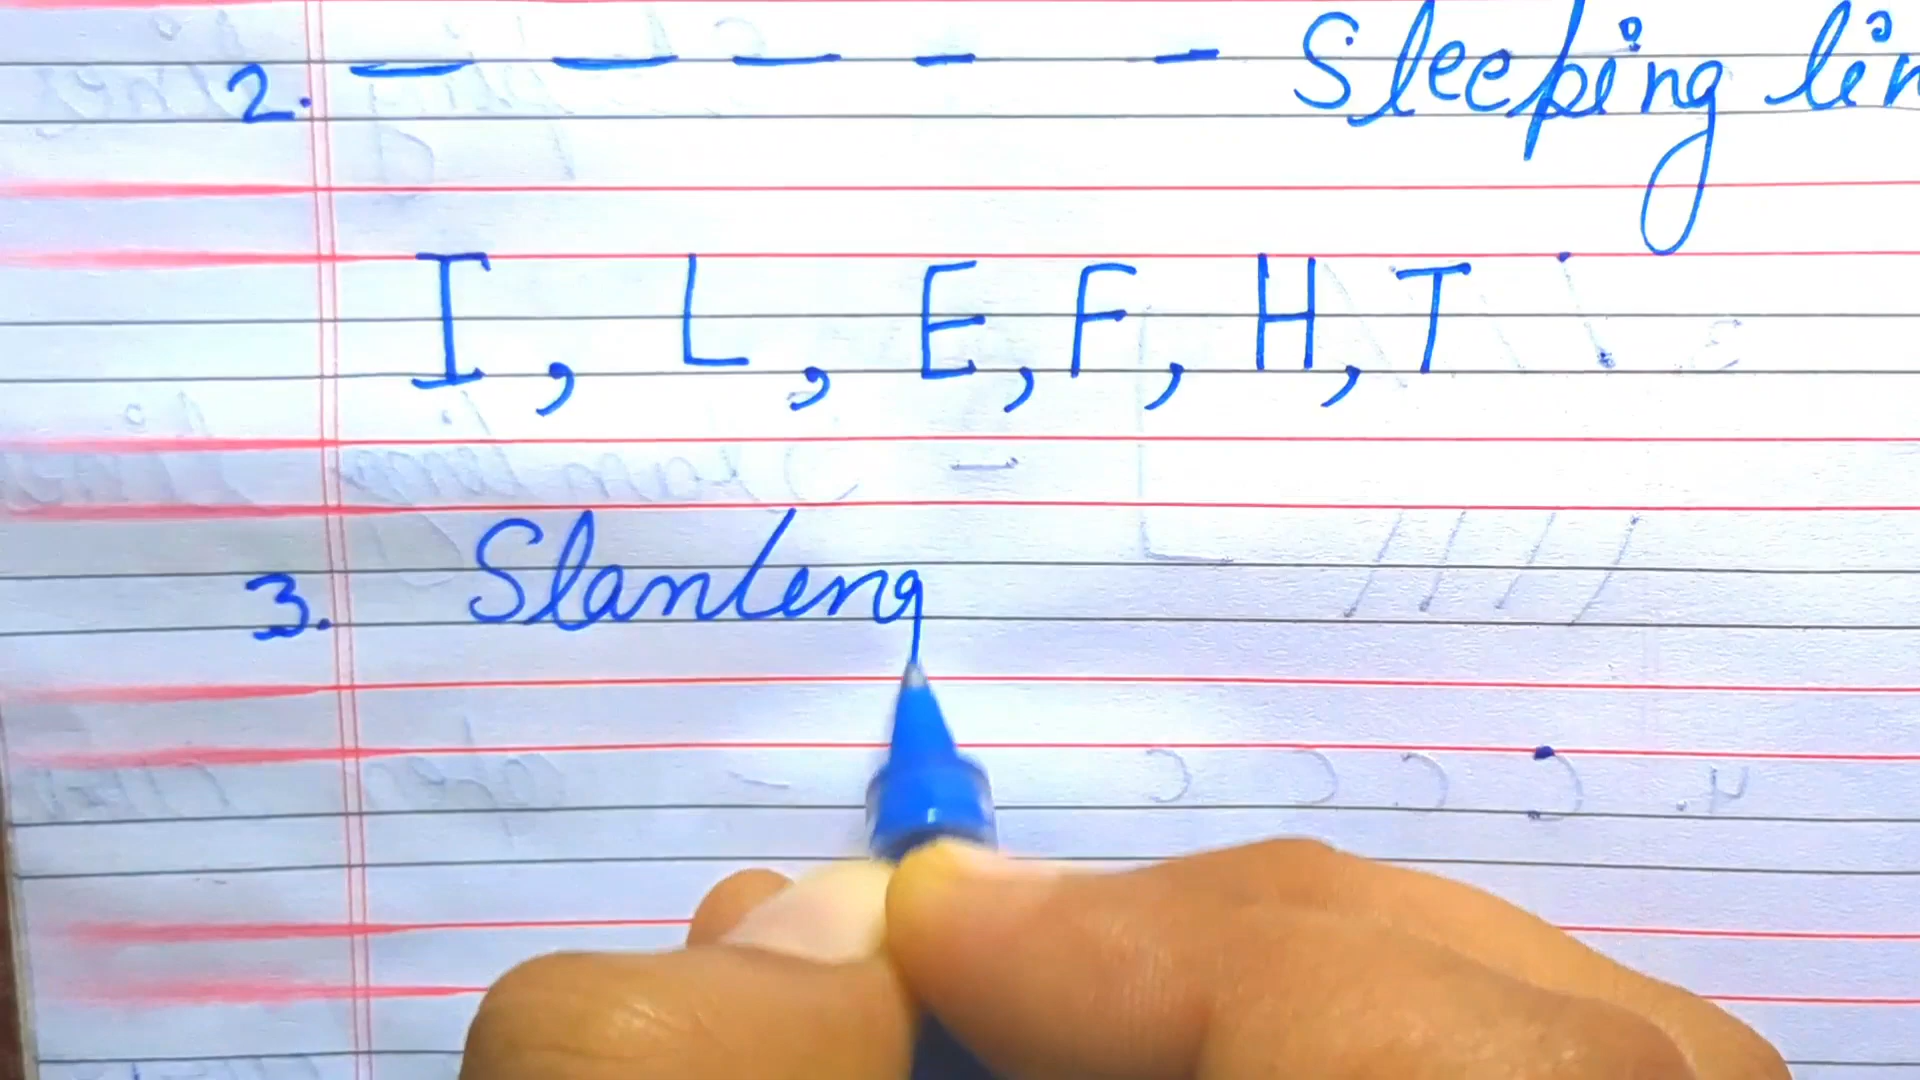 2. — — — — — Sleeping lin
I, L, E, F, H, T
3. Slanting